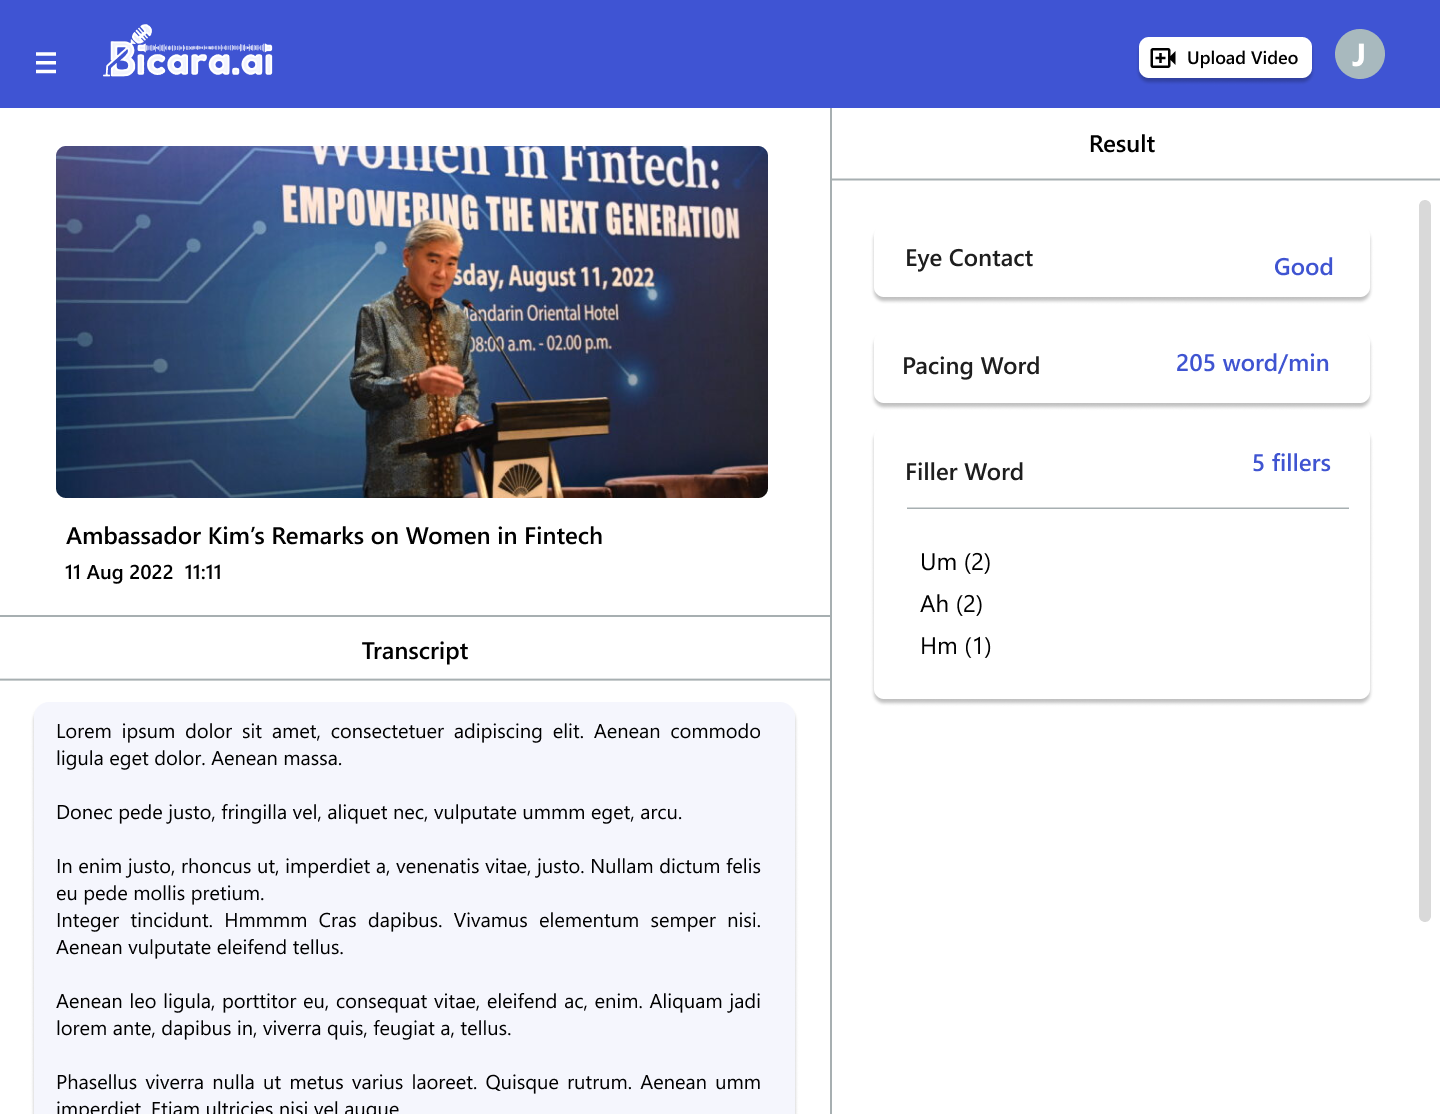 Bicara.ai
Upload Video
J
Women in Fintech:
EMPOWERING THE NEXT GENERATION
sday, August 11, 2022
Mandarin Oriental Hotel
08:00 a.m. - 02.00 p.m.
Ambassador Kim’s Remarks on Women in Fintech
11 Aug 2022 11:11
Transcript
Lorem ipsum dolor sit amet, consectetuer adipiscing elit. Aenean commodo
ligula eget dolor. Aenean massa.
Donec pede justo, fringilla vel, aliquet nec, vulputate ummm eget, arcu.
In enim justo, rhoncus ut, imperdiet a, venenatis vitae, justo. Nullam dictum felis
eu pede mollis pretium.
Integer tincidunt. Hmmmm Cras dapibus. Vivamus elementum semper nisi.
Aenean vulputate eleifend tellus.
Aenean leo ligula, porttitor eu, consequat vitae, eleifend ac, enim. Aliquam jadi
lorem ante, dapibus in, viverra quis, feugiat a, tellus.
Phasellus viverra nulla ut metus varius laoreet. Quisque rutrum. Aenean umm
imperdiet. Etiam ultricies nisi vel augue
Result
Eye Contact
Good
Pacing Word
205 word/min
Filler Word
5 fillers
Um (2)
Ah (2)
Hm (1)